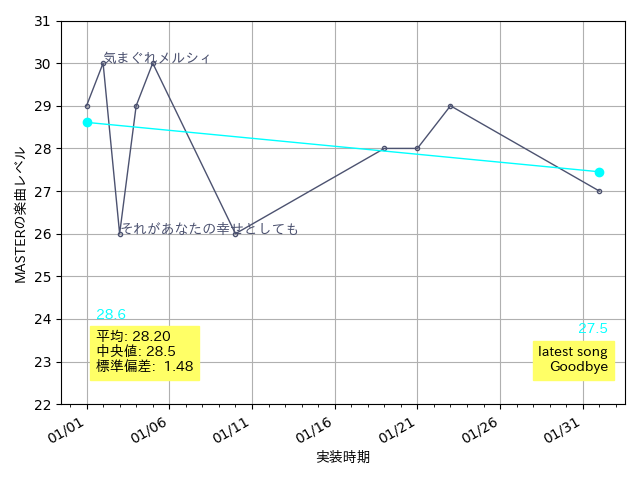 31
30
29
28
27
26
25
24
23
22
MASTERの楽曲レベル
気まぐれメルシィ
それがあなたの幸せとしても
28.6
平均: 28.20
中央値: 28.5
標準偏差: 1.48
27.5
latest song
Goodbye
01/01
01/06
01/11
01/16
01/21
01/26
01/31
実装時期